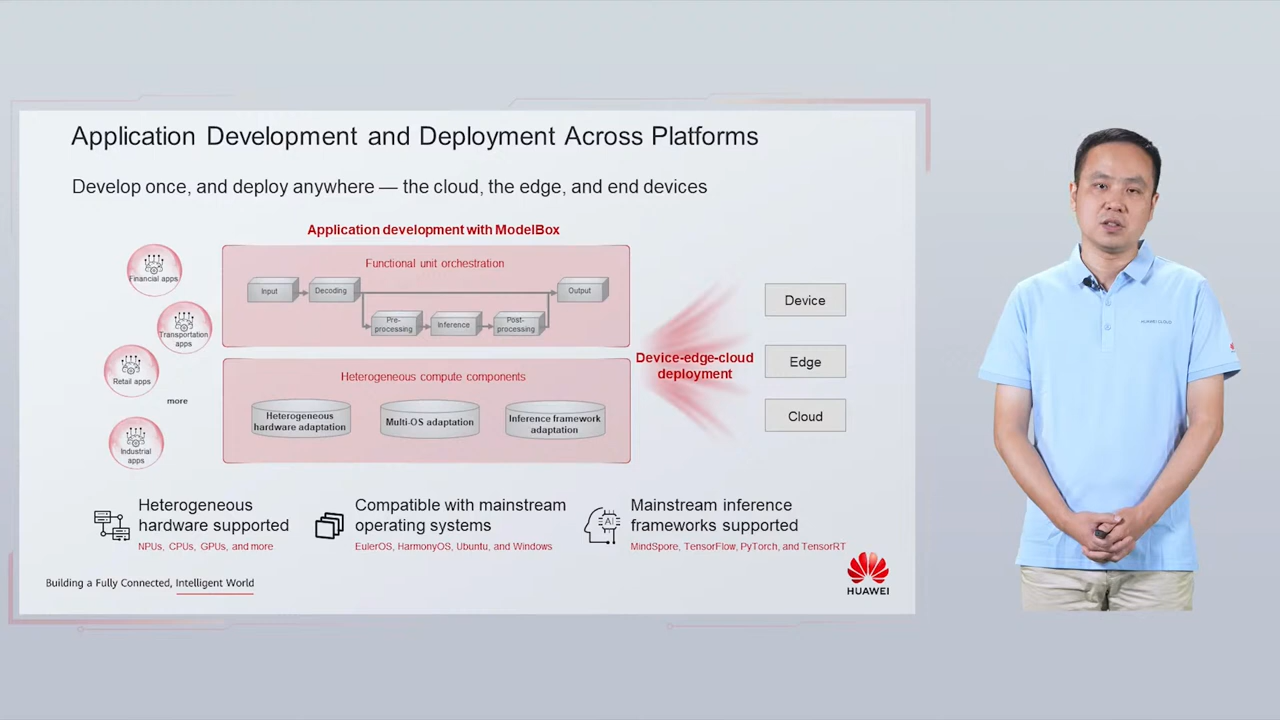 Application Development and Deployment Across Platforms
Develop once, and deploy anywhere — the cloud, the edge, and end devices
Application development with ModelBox
Functional unit orchestration
Input
Decoding
Output
Pre-
processing
Inference
Post-
processing
Financial apps
Transportation
apps
Retail apps
more
Industrial
apps
Heterogeneous compute components
Heterogeneous
hardware adaptation
Multi-OS adaptation
Inference framework
adaptation
Device-edge-cloud
deployment
Device
Edge
Cloud
Heterogeneous
hardware supported
NPUs, CPUs, GPUs, and more
Compatible with mainstream
operating systems
EulerOS, HarmonyOS, Ubuntu, and Windows
Mainstream inference
frameworks supported
MindSpore, TensorFlow, PyTorch, and TensorRT
Building a Fully Connected, Intelligent World
HUAWEI
HUAWEI CLOUD